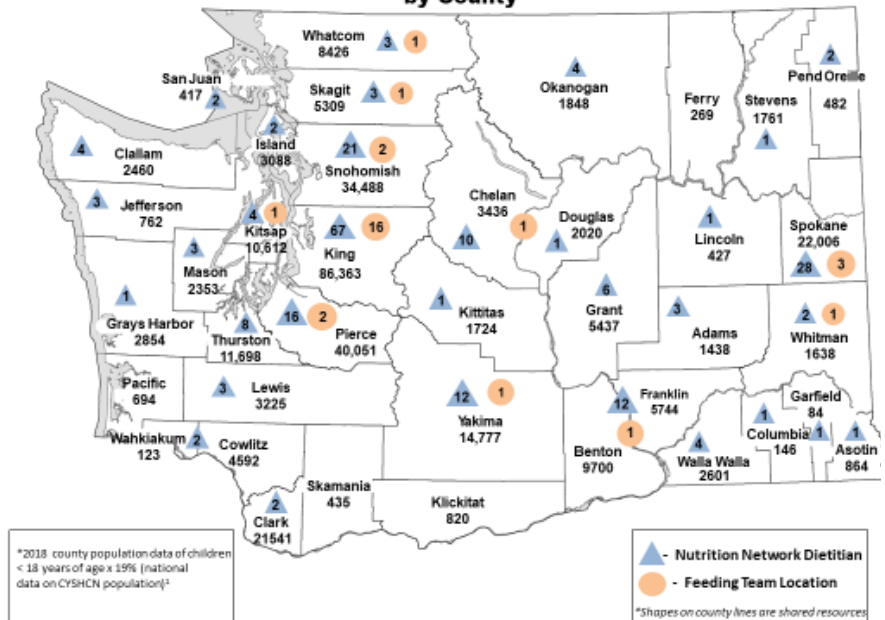 by County
Whatcom 3 1
8426
San Juan
417 2
Skagit 3 1
5309
2
Island
3088
21 2
Snohomish
34,488
4
Clallam
2460
3
Jefferson
762
4 1
Kitsap
10,612
67 16
King
86,363
3
Mason
2353
1
Grays Harbor
2854
8
Thurston
11,698
16 2
Pierce
40,051
Pacific
694
3 Lewis
3225
Wahkiakum
123
2 Cowlitz
4592
2
Clark
21541
Skamania
435
4
Okanogan
1848
Ferry
269
Stevens
1761
1
2
Pend Oreille
482
Chelan
3436
10
1
Douglas
2020
1
1
Kittitas
1724
6
Grant
5437
1
Lincoln
427
Spokane
22,006
28 3
3
Adams
1438
2 1
Whitman
1638
12 1
Yakima
14,777
Klickitat
820
12 Franklin
5744
1
Benton
9700
4
Walla Walla
2601
1
Columbia
146
Garfield
84
1
1
Asotin
864
*2018 county population data of children
< 18 years of age x 19% (national
data on CYSHCN population)¹
- Nutrition Network Dietitian
- Feeding Team Location
*Shapes on county lines are shared resources